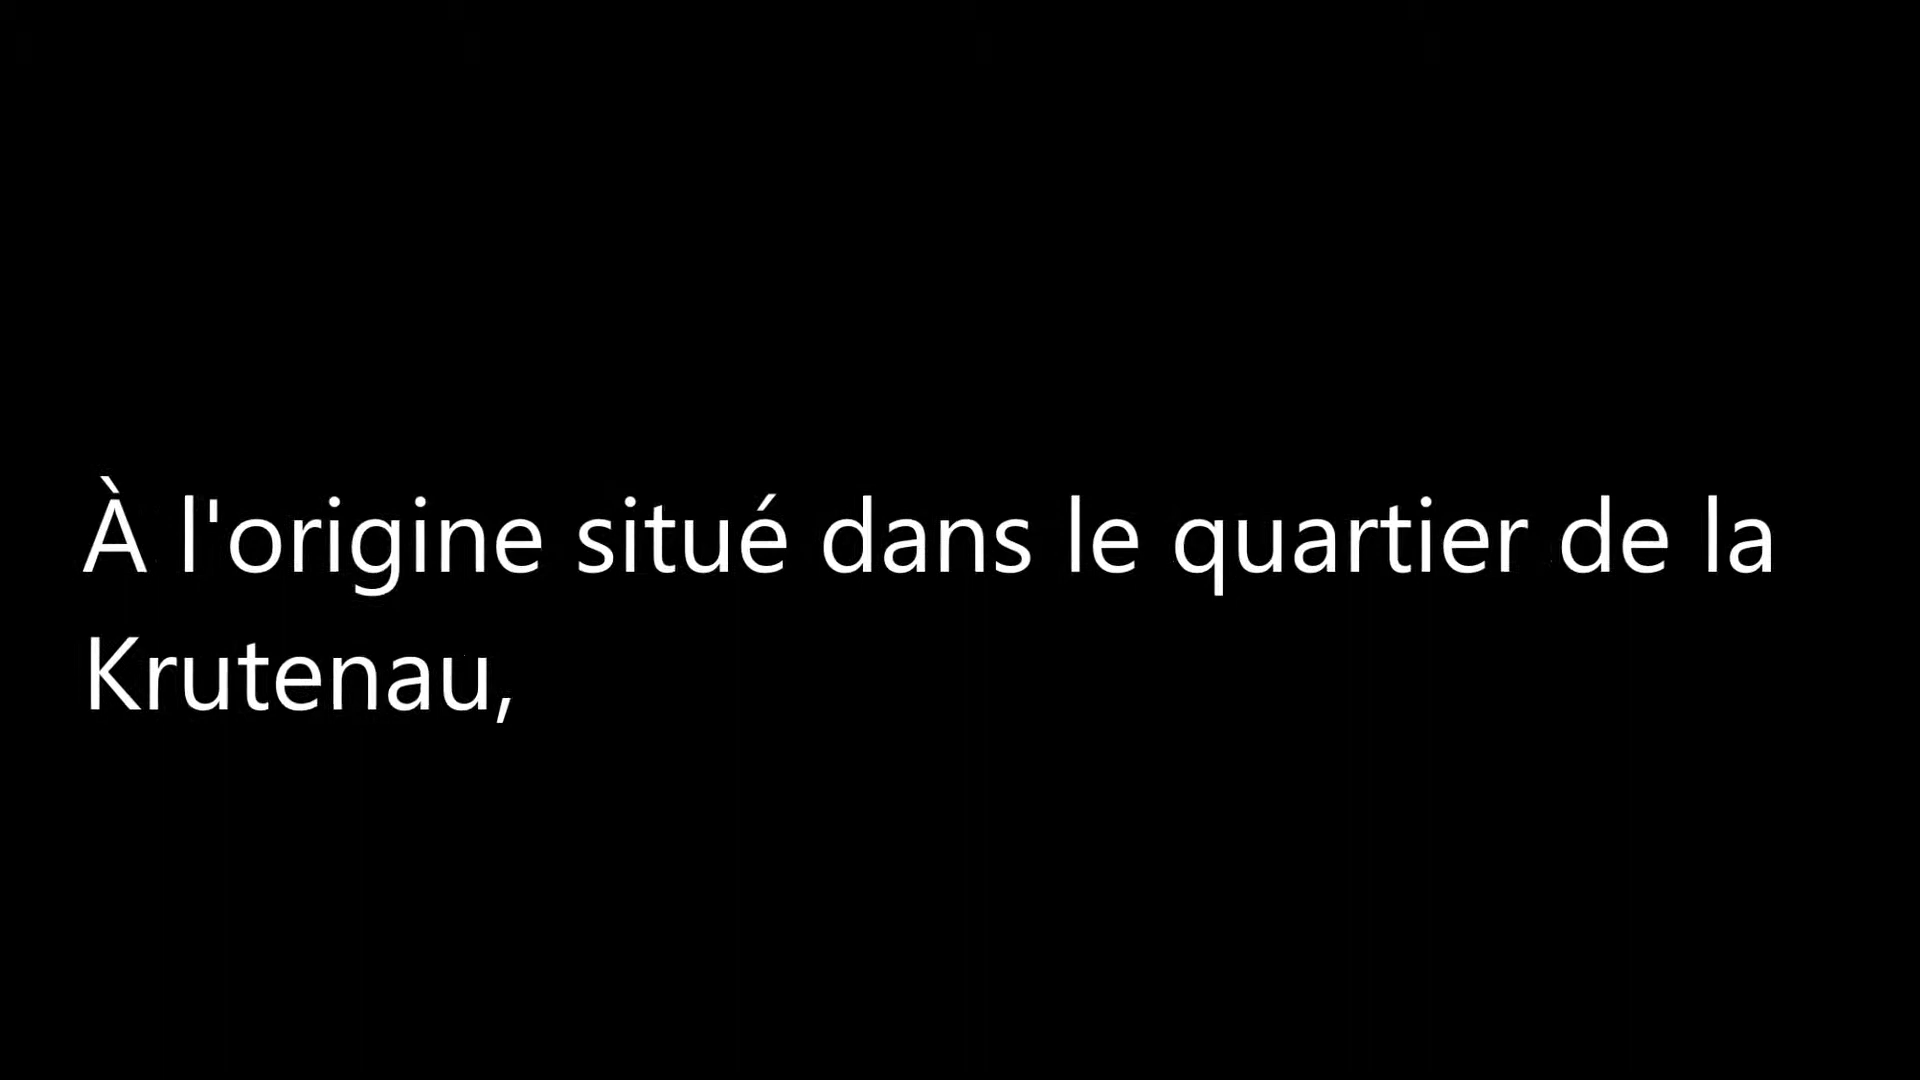 À l'origine situé dans le quartier de la
Krutenau,